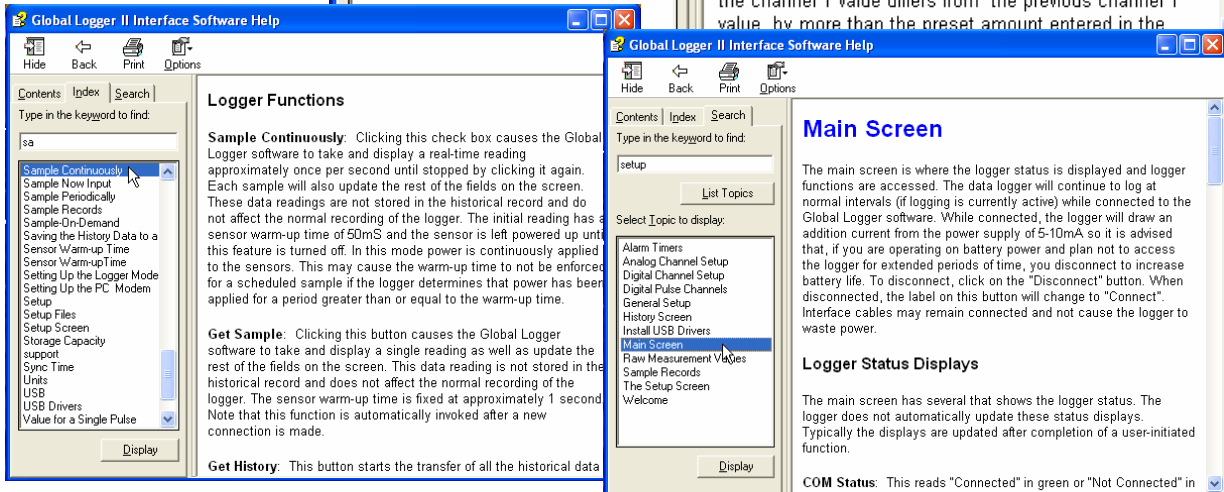 the channel 1 value differs from the previous channel 1
value by more than the preset amount entered in the
Global Logger II Interface Software Help
Hide Back Print Options
Contents Index Search
Type in the keyword to find:
sa
Sample Continuously
Sample Now Input
Sample Periodically
Sample Records
Sample-On-Demand
Saving the History Data to a
Sensor Warm-up Time
Sensor Warm-upTime
Setting Up the Logger Mode
Setting Up the PC Modem
Setup
Setup Files
Setup Screen
Storage Capacity
support
Sync Time
Units
USB
USB Drivers
Value for a Single Pulse
Display
Logger Functions
Sample Continuously: Clicking this check box causes the Global
Logger software to take and display a real-time reading
approximately once per second until stopped by clicking it again.
Each sample will also update the rest of the fields on the screen.
These data readings are not stored in the historical record and do
not affect the normal recording of the logger. The initial reading has a
sensor warm-up time of 50mS and the sensor is left powered up unti
this feature is turned off. In this mode power is continuously applied
to the sensors. This may cause the warm-up time to not be enforced
for a scheduled sample if the logger determines that power has been
applied for a period greater than or equal to the warm-up time.
Get Sample: Clicking this button causes the Global Logger
software to take and display a single reading as well as update the
rest of the fields on the screen. This data reading is not stored in the
historical record and does not affect the normal recording of the
logger. The sensor warm-up time is fixed at approximately 1 second.
Note that this function is automatically invoked after a new
connection is made.
Get History: This button starts the transfer of all the historical data
Global Logger II Interface Software Help
Hide Back Print Options
Contents Index Search
Type in the keyword to find:
setup
List Topics
Select Topic to display:
Alarm Timers
Analog Channel Setup
Digital Channel Setup
Digital Pulse Channels
General Setup
History Screen
Install USB Drivers
Main Screen
Raw Measurement Values
Sample Records
The Setup Screen
Welcome
Display
Main Screen
The main screen is where the logger status is displayed and logger
functions are accessed. The data logger will continue to log at
normal intervals (if logging is currently active) while connected to the
Global Logger software. While connected, the logger will draw an
addition current from the power supply of 5-10mA so it is advised
that, if you are operating on battery power and plan not to access
the logger for extended periods of time, you disconnect to increase
battery life. To disconnect, click on the "Disconnect" button. When
disconnected, the label on this button will change to "Connect".
Interface cables may remain connected and not cause the logger to
waste power.
Logger Status Displays
The main screen has several that shows the logger status. The
logger does not automatically update these status displays.
Typically the displays are updated after completion of a user-initiated
function.
COM Status: This reads "Connected" in green or "Not Connected" in